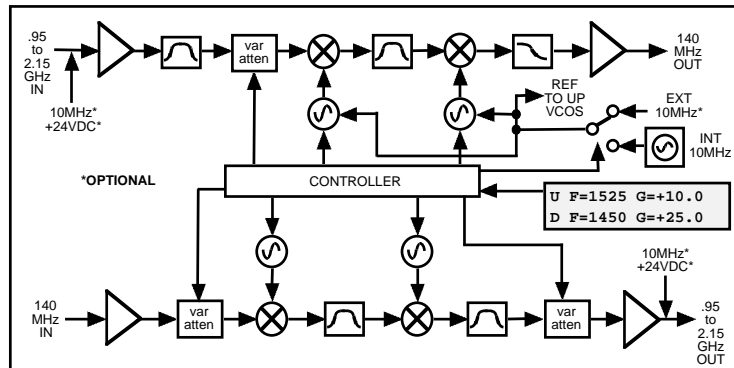 .95
to
2.15
GHz
IN
10MHz*
+24VDC*
var
atten
140
MHz
OUT
REF
TO UP
VCOS
EXT
10MHz*
INT
10MHz
*OPTIONAL
CONTROLLER
U F=1525 G=+10.0
D F=1450 G=+25.0
10MHz*
+24VDC*
140
MHz
IN
var
atten
var
atten
.95
to
2.15
GHz
OUT